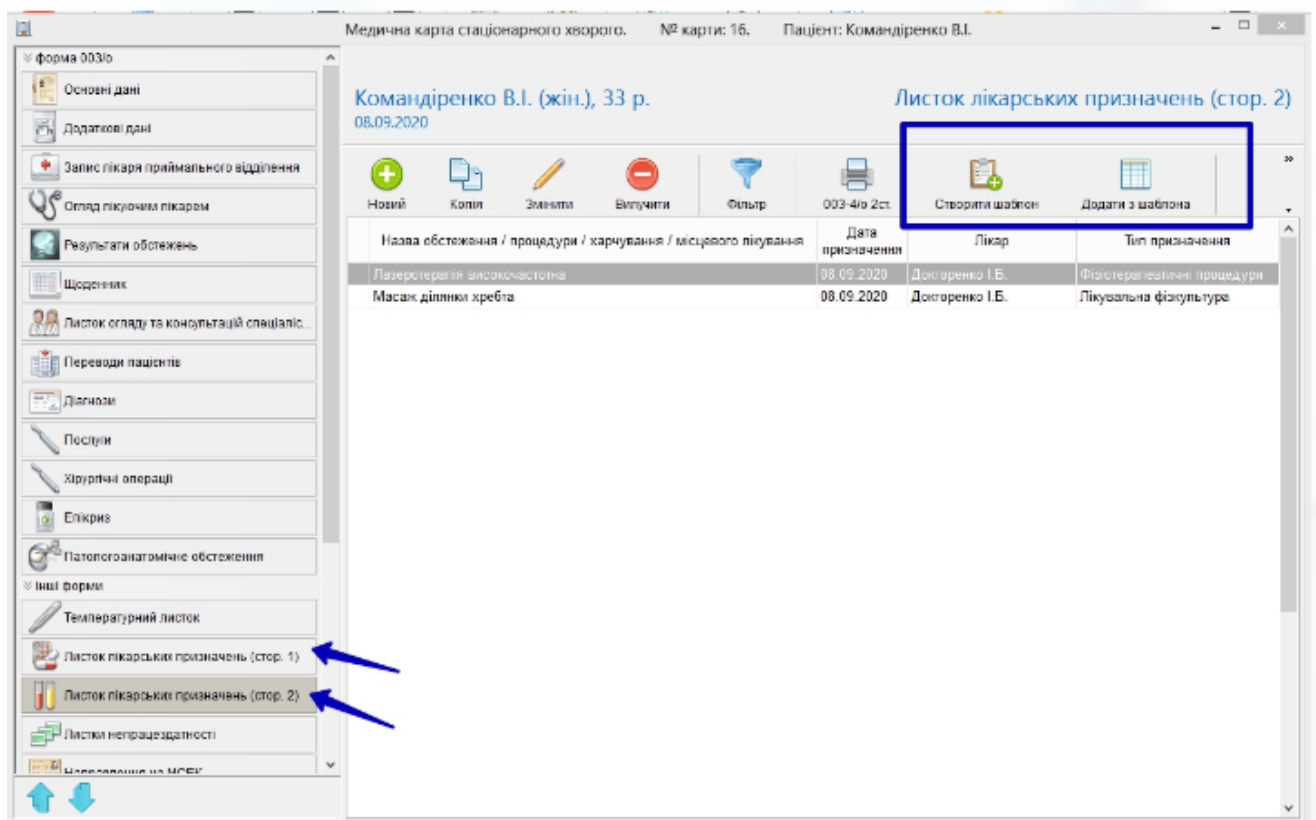 Медична карта стаціонарного хворого. № карти: 16. Пацієнт: Командіренко В.І.
форма 003/о
Основні дані
Додаткові дані
Запис лікаря приймального відділення
Огляд лікуючим лікарем
Результати обстежень
Щоденник
Листок огляду та консультацій спеціаліс...
Переводи пацієнтів
Діагнози
Послуги
Хірургічні операції
Епікриз
Патологоанатомічне обстеження
Інші форми
Температурний листок
Листок лікарських призначень (стор. 1)
Листок лікарських призначень (стор. 2)
Листки непрацездатності
Направлення на МСЕК
Командіренко В.І. (жін.), 33 р.
08.09.2020
Листок лікарських призначень (стор. 2)
Новий Копія Змінити Вилучити Фільтр 003-4/о 2ст. Створити шаблон Додати з шаблона
Назва обстеження / процедури / харчування / місцевого лікування Дата призначення Лікар Тип призначення
Лазеротерапія високочастотна 08.09.2020 Докторенко І.Б. Фізіотерапевтичні процедури
Масаж ділянки хребта 08.09.2020 Докторенко І.Б. Лікувальна фізкультура